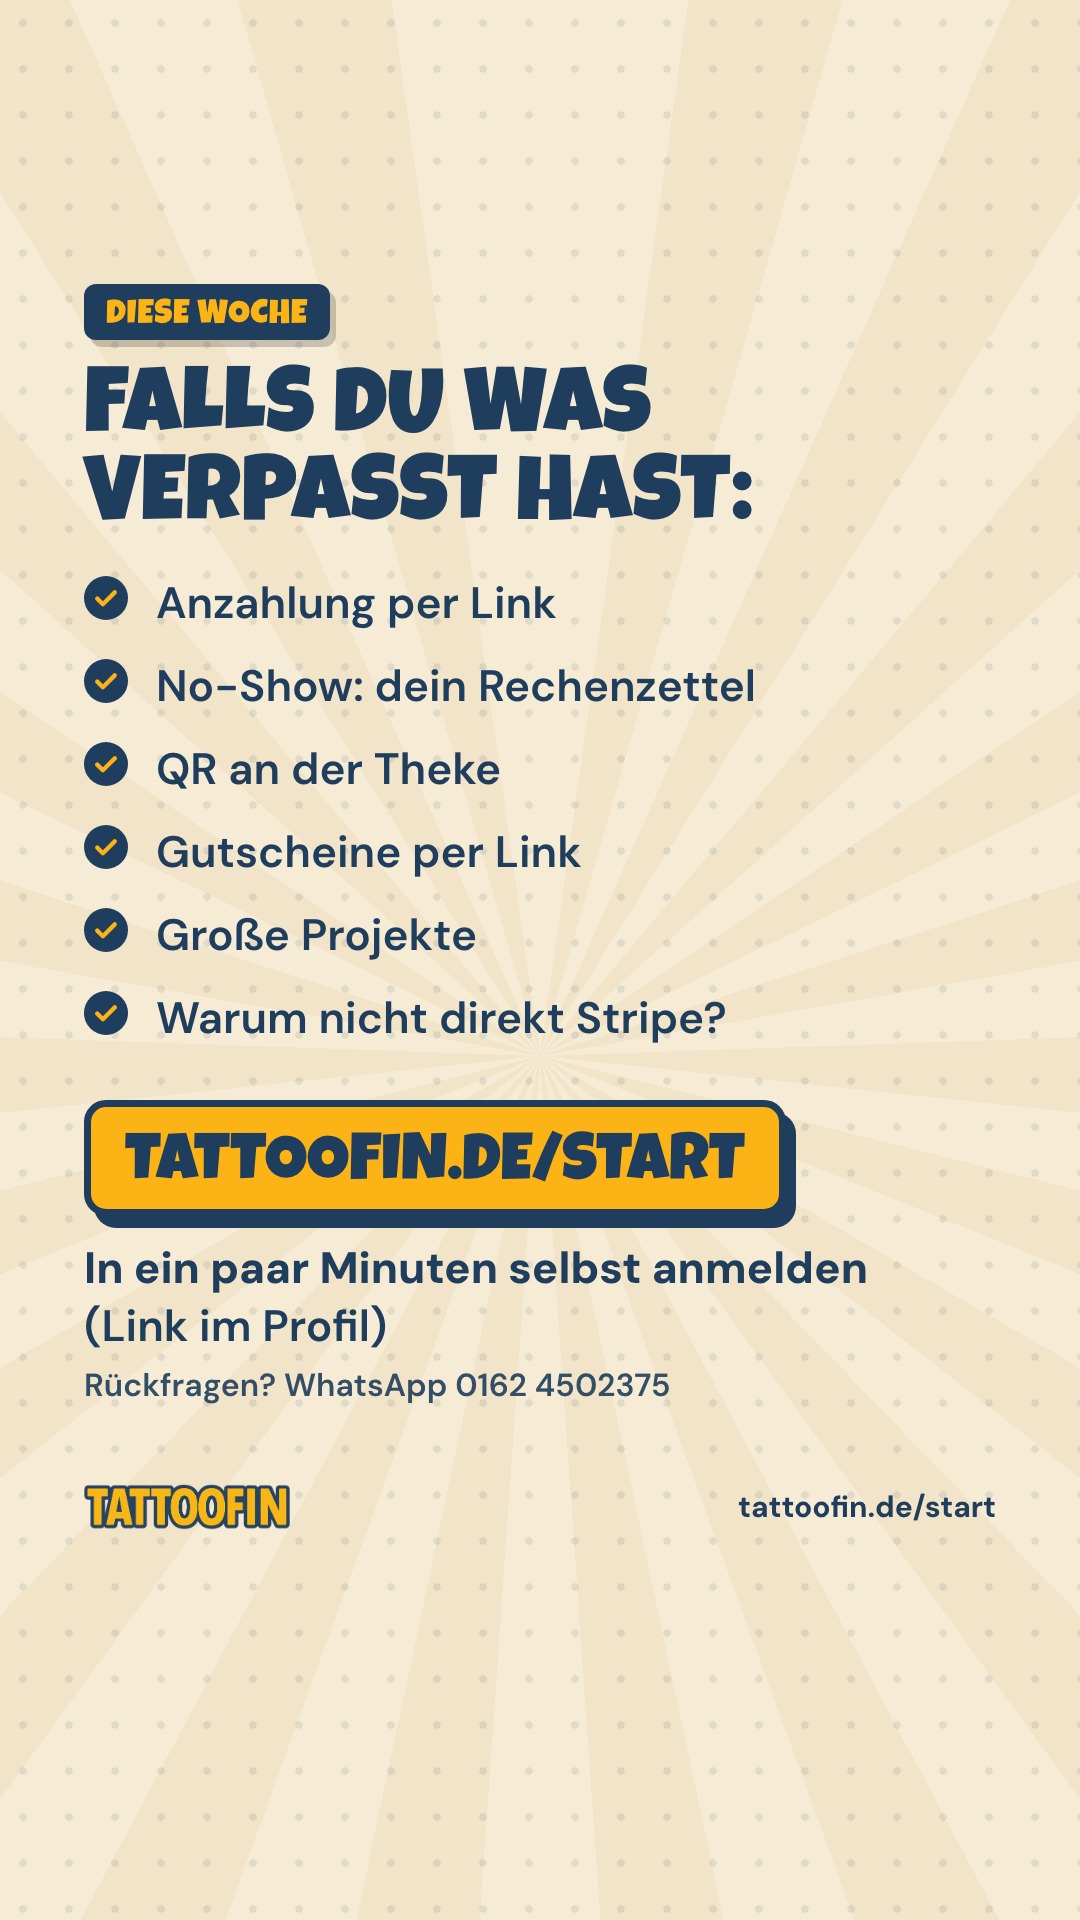 DIESE WOCHE
FALLS DU WAS
VERPASST HAST:
Anzahlung per Link
No-Show: dein Rechenzettel
QR an der Theke
Gutscheine per Link
Große Projekte
Warum nicht direkt Stripe?
TATTOOFIN.DE/START
In ein paar Minuten selbst anmelden
(Link im Profil)
Rückfragen? WhatsApp 0162 4502375
TATTOOFIN
tattoofin.de/start